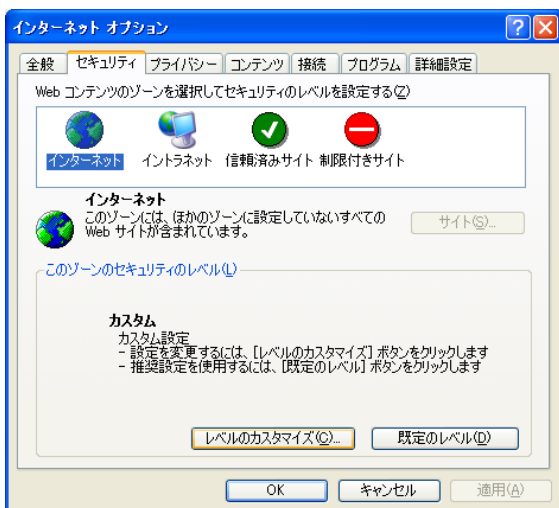 インターネット オプション
全般 セキュリティ プライバシー コンテンツ 接続 プログラム 詳細設定
Web コンテンツのゾーンを選択してセキュリティのレベルを設定する(Z)
インターネット イントラネット 信頼済みサイト 制限付きサイト
インターネット
このゾーンには、ほかのゾーンに設定していないすべての
Web サイトが含まれています。
サイト(S)...
このゾーンのセキュリティのレベル(L)
カスタム
カスタム設定
- 設定を変更するには、[レベルのカスタマイズ] ボタンをクリックします
- 推奨設定を使用するには、[既定のレベル] ボタンをクリックします
レベルのカスタマイズ(C)... 既定のレベル(D)
OK キャンセル 適用(A)